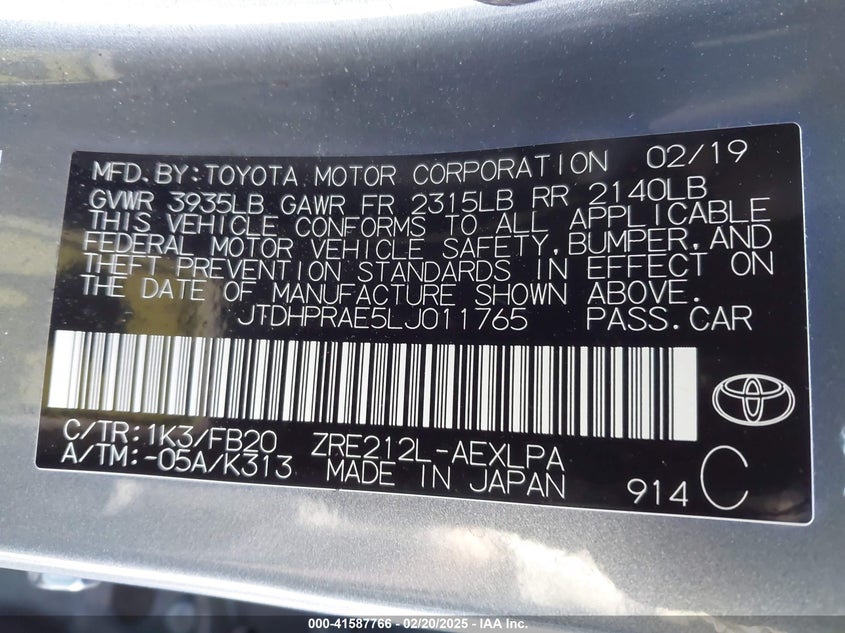 MFD.BY:TOYOTA MOTOR CORPORATION 02/19
GVWR 3935LB GAWR FR 2315LB RR 2140LB
THIS VEHICLE CONFORMS TO ALL APPLICABLE
FEDERAL MOTOR VEHICLE SAFETY,BUMPER,AND
THEFT PREVENTION STANDARDS IN EFFECT ON
THE DATE OF MANUFACTURE SHOWN ABOVE.
JTDHPRAE5LJ011765 PASS.CAR
C/TR:1K3/FB20 ZRE212L-AEXLPA
A/TM:-05A/K313 MADE IN JAPAN 914 C
000-41587766 - 02/20/2025 - IAA Inc.